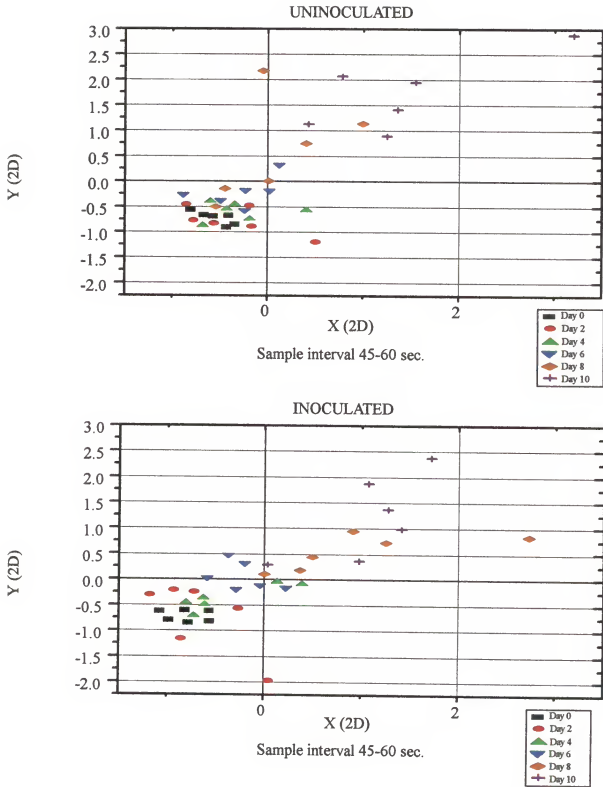 UNINOCULATED
3.0
2.5
2.0
1.5
1.0
0.5
0.0
-0.5
-1.0
-1.5
-2.0
Y (2D)
0
2
X (2D)
Sample interval 45-60 sec.
Day 0
Day 2
Day 4
Day 6
Day 8
Day 10
INOCULATED
3.0
2.5
2.0
1.5
1.0
0.5
0.0
-0.5
-1.0
-1.5
-2.0
Y (2D)
0
2
X (2D)
Sample interval 45-60 sec.
Day 0
Day 2
Day 4
Day 6
Day 8
Day 10